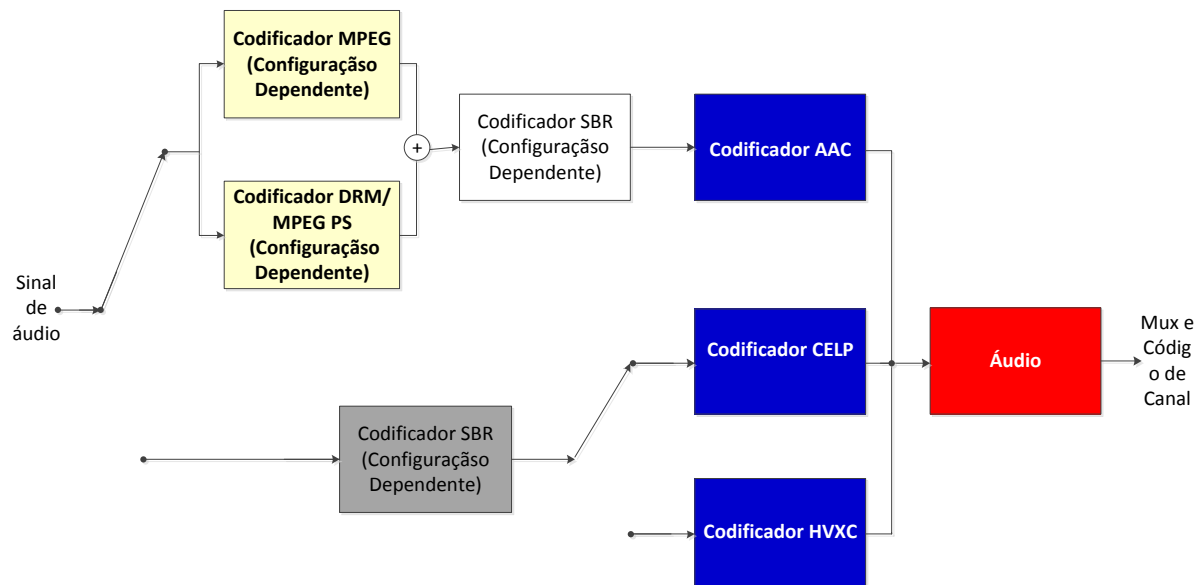 Codificador MPEG
(Configuraçãso
Dependente)
Codificador DRM/
MPEG PS
(Configuraçãso
Dependente)
+
Codificador SBR
(Configuraçãso
Dependente)
Codificador AAC
Sinal
de
áudio
Codificador CELP
Áudio
Mux e
Códig
o de
Canal
Codificador SBR
(Configuraçãso
Dependente)
Codificador HVXC